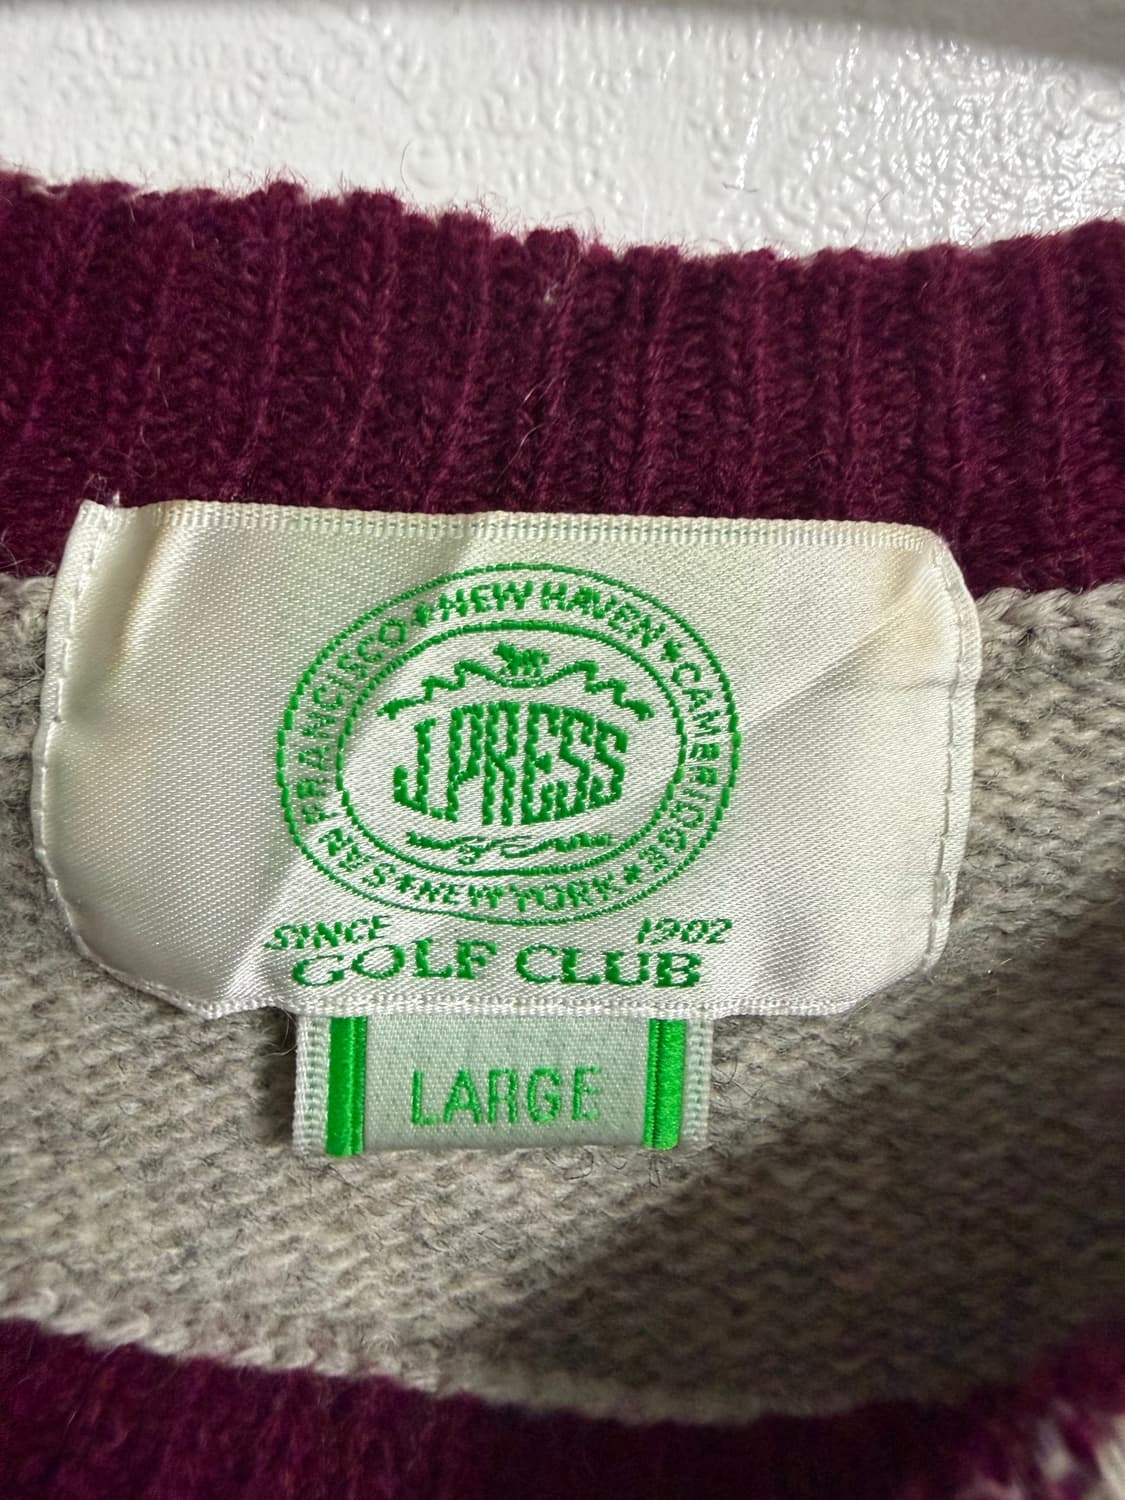 SAN FRANCISCO ★ NEW HAVEN ★ CAMBRIDGE ★ NEW YORK ★
J.PRESS
SINCE 1902
GOLF CLUB
LARGE